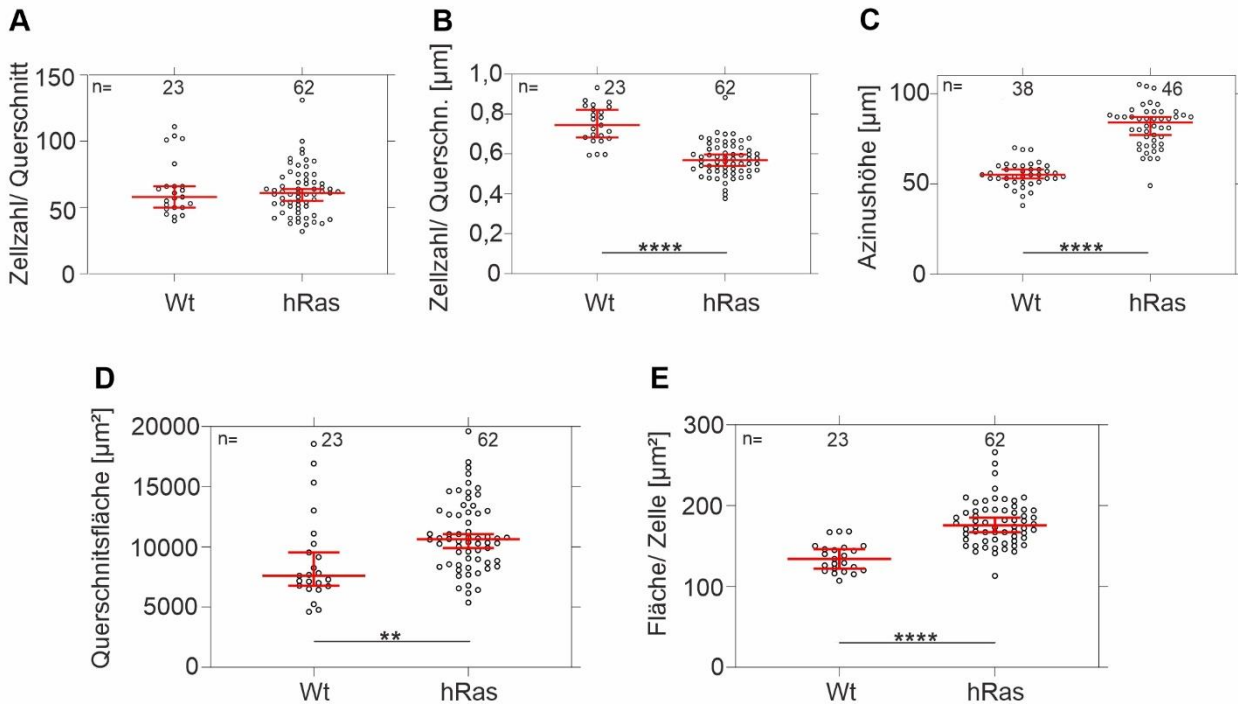 A
Zellzahl/ Querschnitt
n= 23 62
150
100
50
0
Wt hRas
B
Zellzahl/ Querschn. [µm]
n= 23 62
1,0
0,8
0,6
0,4
0,2
0,
****
Wt hRas
C
Azinushöhe [µm]
n= 38 46
100
50
0
****
Wt hRas
D
Querschnitsfläche [µm²]
n= 23 62
20000
15000
10000
5000
0
**
Wt hRas
E
Fläche/ Zelle [µm²]
n= 23 62
300
200
100
0
****
Wt hRas